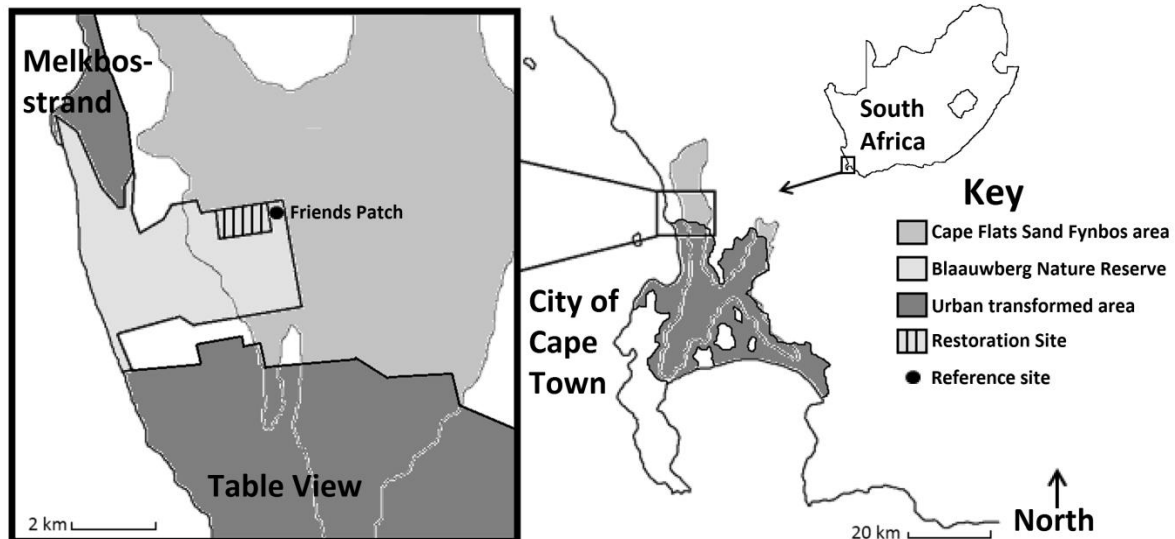 Melkbos-
strand
Friends Patch
Table View
2 km
South
Africa
City of
Cape
Town
Key
Cape Flats Sand Fynbos area
Blaauwberg Nature Reserve
Urban transformed area
Restoration Site
Reference site
North
20 km